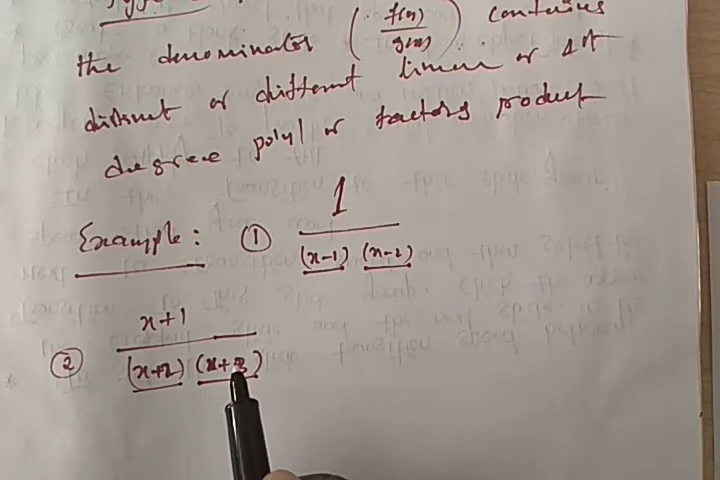 the denominator ( f(x)/g(x) ) contains
distinct or different linear or 1st
degree polyl or factors product
Example : ① 1/(x-1) (x-2)
② x+1/(x+2) (x+3)